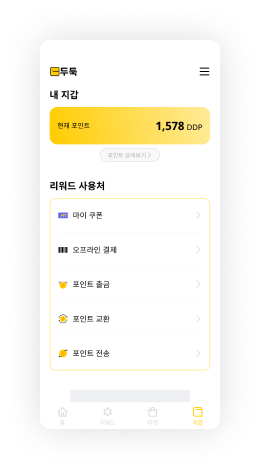 두둑
내 지갑
현재 포인트
1,578 DDP
포인트 상세보기 >
리워드 사용처
마이 쿠폰
오프라인 결제
포인트 출금
포인트 교환
포인트 전송
홈
리워드
지갑